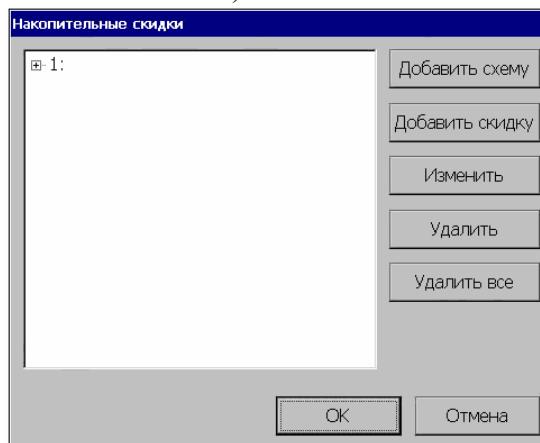 Накопительные скидки
1:
Добавить схему
Добавить скидку
Изменить
Удалить
Удалить все
OK
Отмена